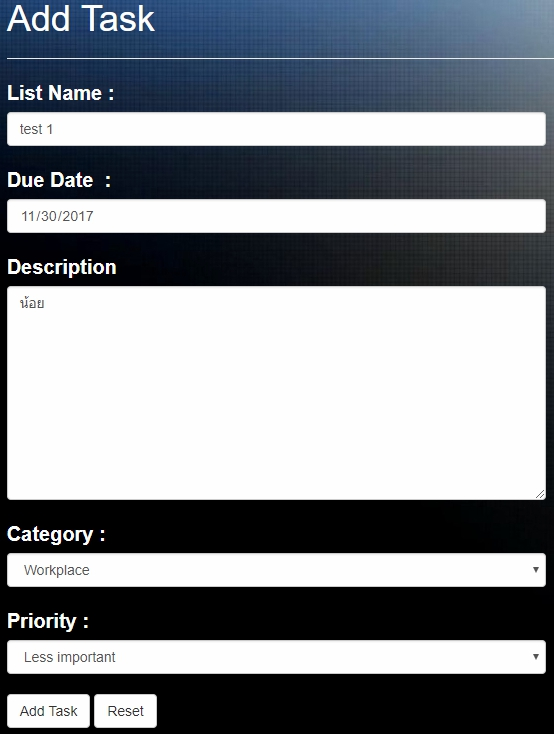 Add Task
List Name :
test 1
Due Date  :
11/30/2017
Description
น้อย
Category :
Workplace
Priority :
Less important
Add Task Reset